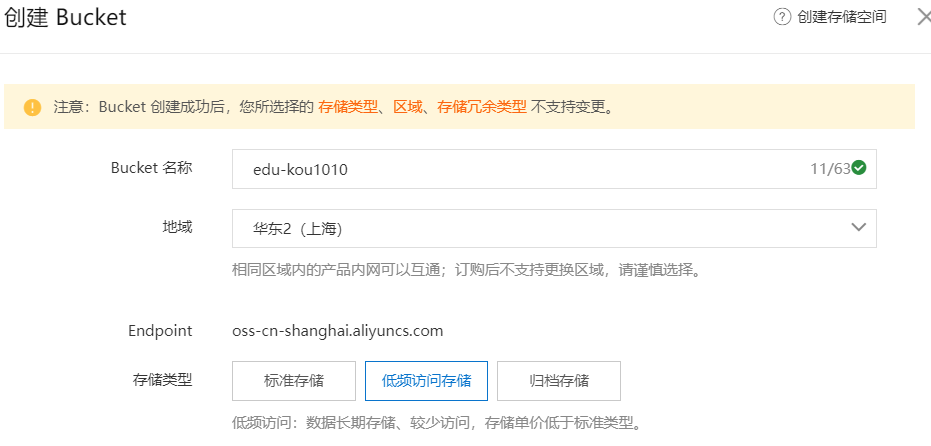 创建 Bucket
创建存储空间
注意：Bucket 创建成功后，您所选择的 存储类型、区域、存储冗余类型 不支持变更。
Bucket 名称
edu-kou1010
11/63
地域
华东2（上海）
相同区域内的产品内网可以互通；订购后不支持更换区域，请谨慎选择。
Endpoint
oss-cn-shanghai.aliyuncs.com
存储类型
标准存储
低频访问存储
归档存储
低频访问：数据长期存储、较少访问，存储单价低于标准类型。